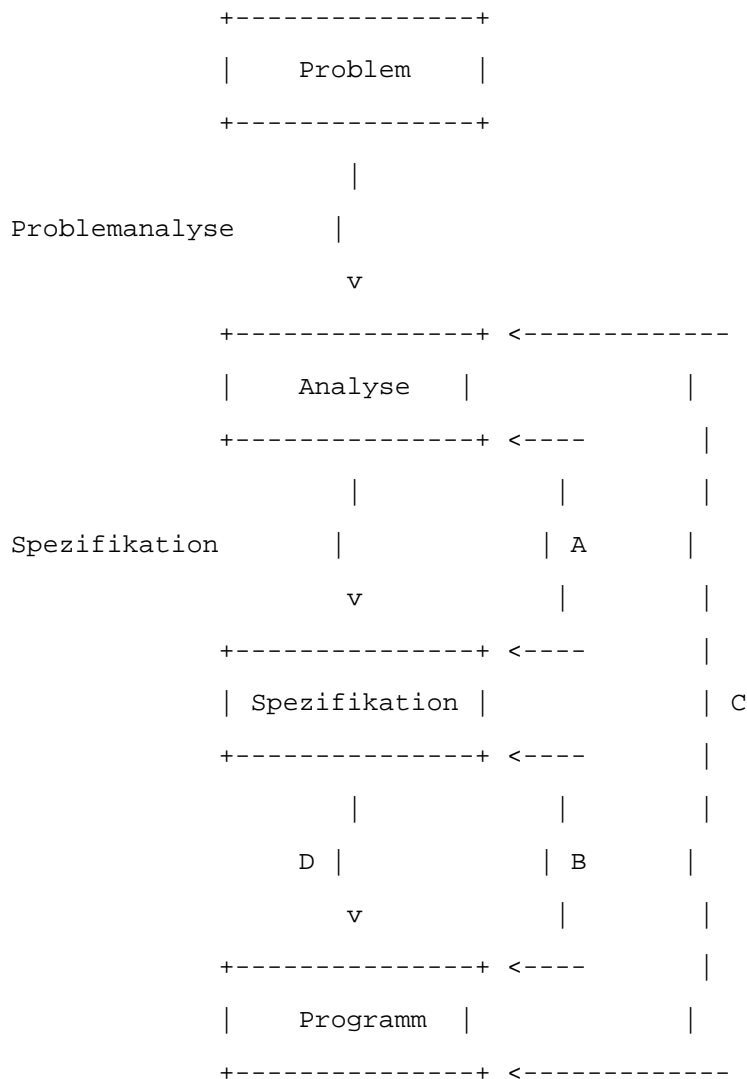 Problem
Problemanalyse
Analyse
Spezifikation
A
Spezifikation
C
D
B
Programm